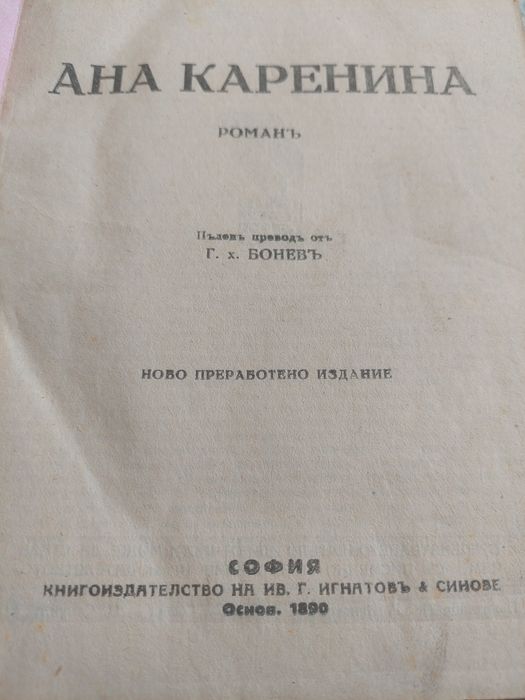 АНА КАРЕНИНА
РОМАНЪ
Пъленъ преводъ отъ
Г. х. БОНЕВЪ
НОВО ПРЕРАБОТЕНО ИЗДАНИЕ
СОФИЯ
КНИГОИЗДАТЕЛСТВО НА ИВ. Г. ИГНАТОВЪ & СИНОВЕ
Основ. 1890